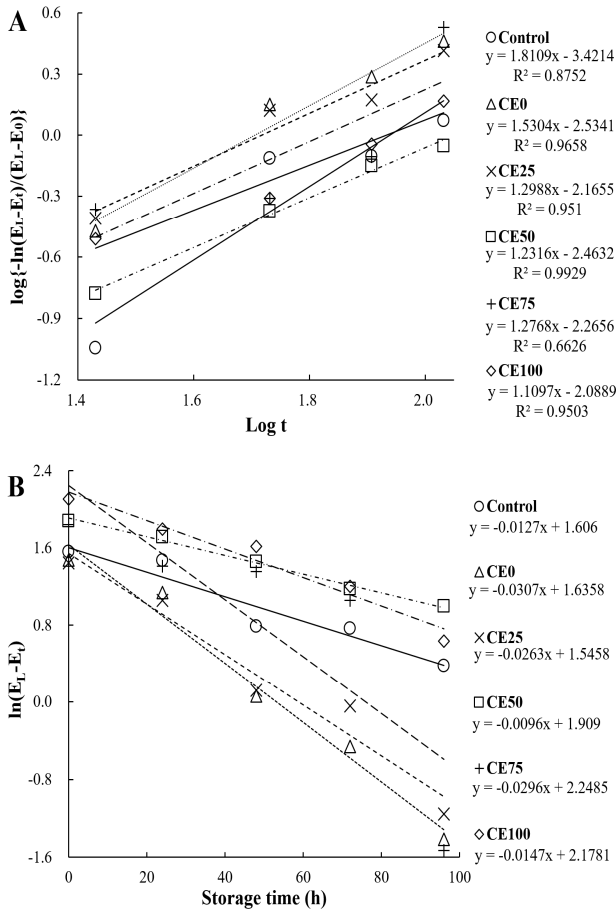 A
log{-ln(E_L-E_t)/(E_L-E_0)}
0.6
0.3
0.0
-0.3
-0.6
-0.9
-1.2
1.4
1.6
1.8
2.0
Log t
Control
y = 1.8109x - 3.4214
R² = 0.8752
CE0
y = 1.5304x - 2.5341
R² = 0.9658
CE25
y = 1.2988x - 2.1655
R² = 0.951
CE50
y = 1.2316x - 2.4632
R² = 0.9929
CE75
y = 1.2768x - 2.2656
R² = 0.6626
CE100
y = 1.1097x - 2.0889
R² = 0.9503
B
ln(E_L-E_t)
2.4
1.6
0.8
0.0
-0.8
-1.6
0
20
40
60
80
100
Storage time (h)
Control
y = -0.0127x + 1.606
CE0
y = -0.0307x + 1.6358
CE25
y = -0.0263x + 1.5458
CE50
y = -0.0096x + 1.909
CE75
y = -0.0296x + 2.2485
CE100
y = -0.0147x + 2.1781